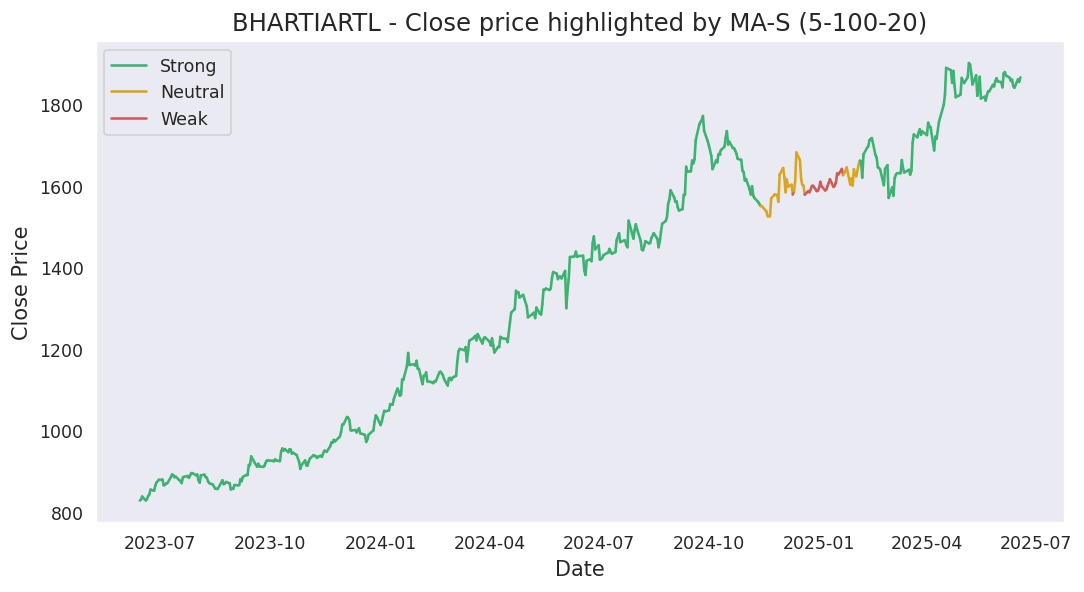 BHARTIARTL - Close price highlighted by MA-S (5-100-20)
Strong
Neutral
Weak
Close Price
1800
1600
1400
1200
1000
800
2023-07 2023-10 2024-01 2024-04 2024-07 2024-10 2025-01 2025-04 2025-07
Date